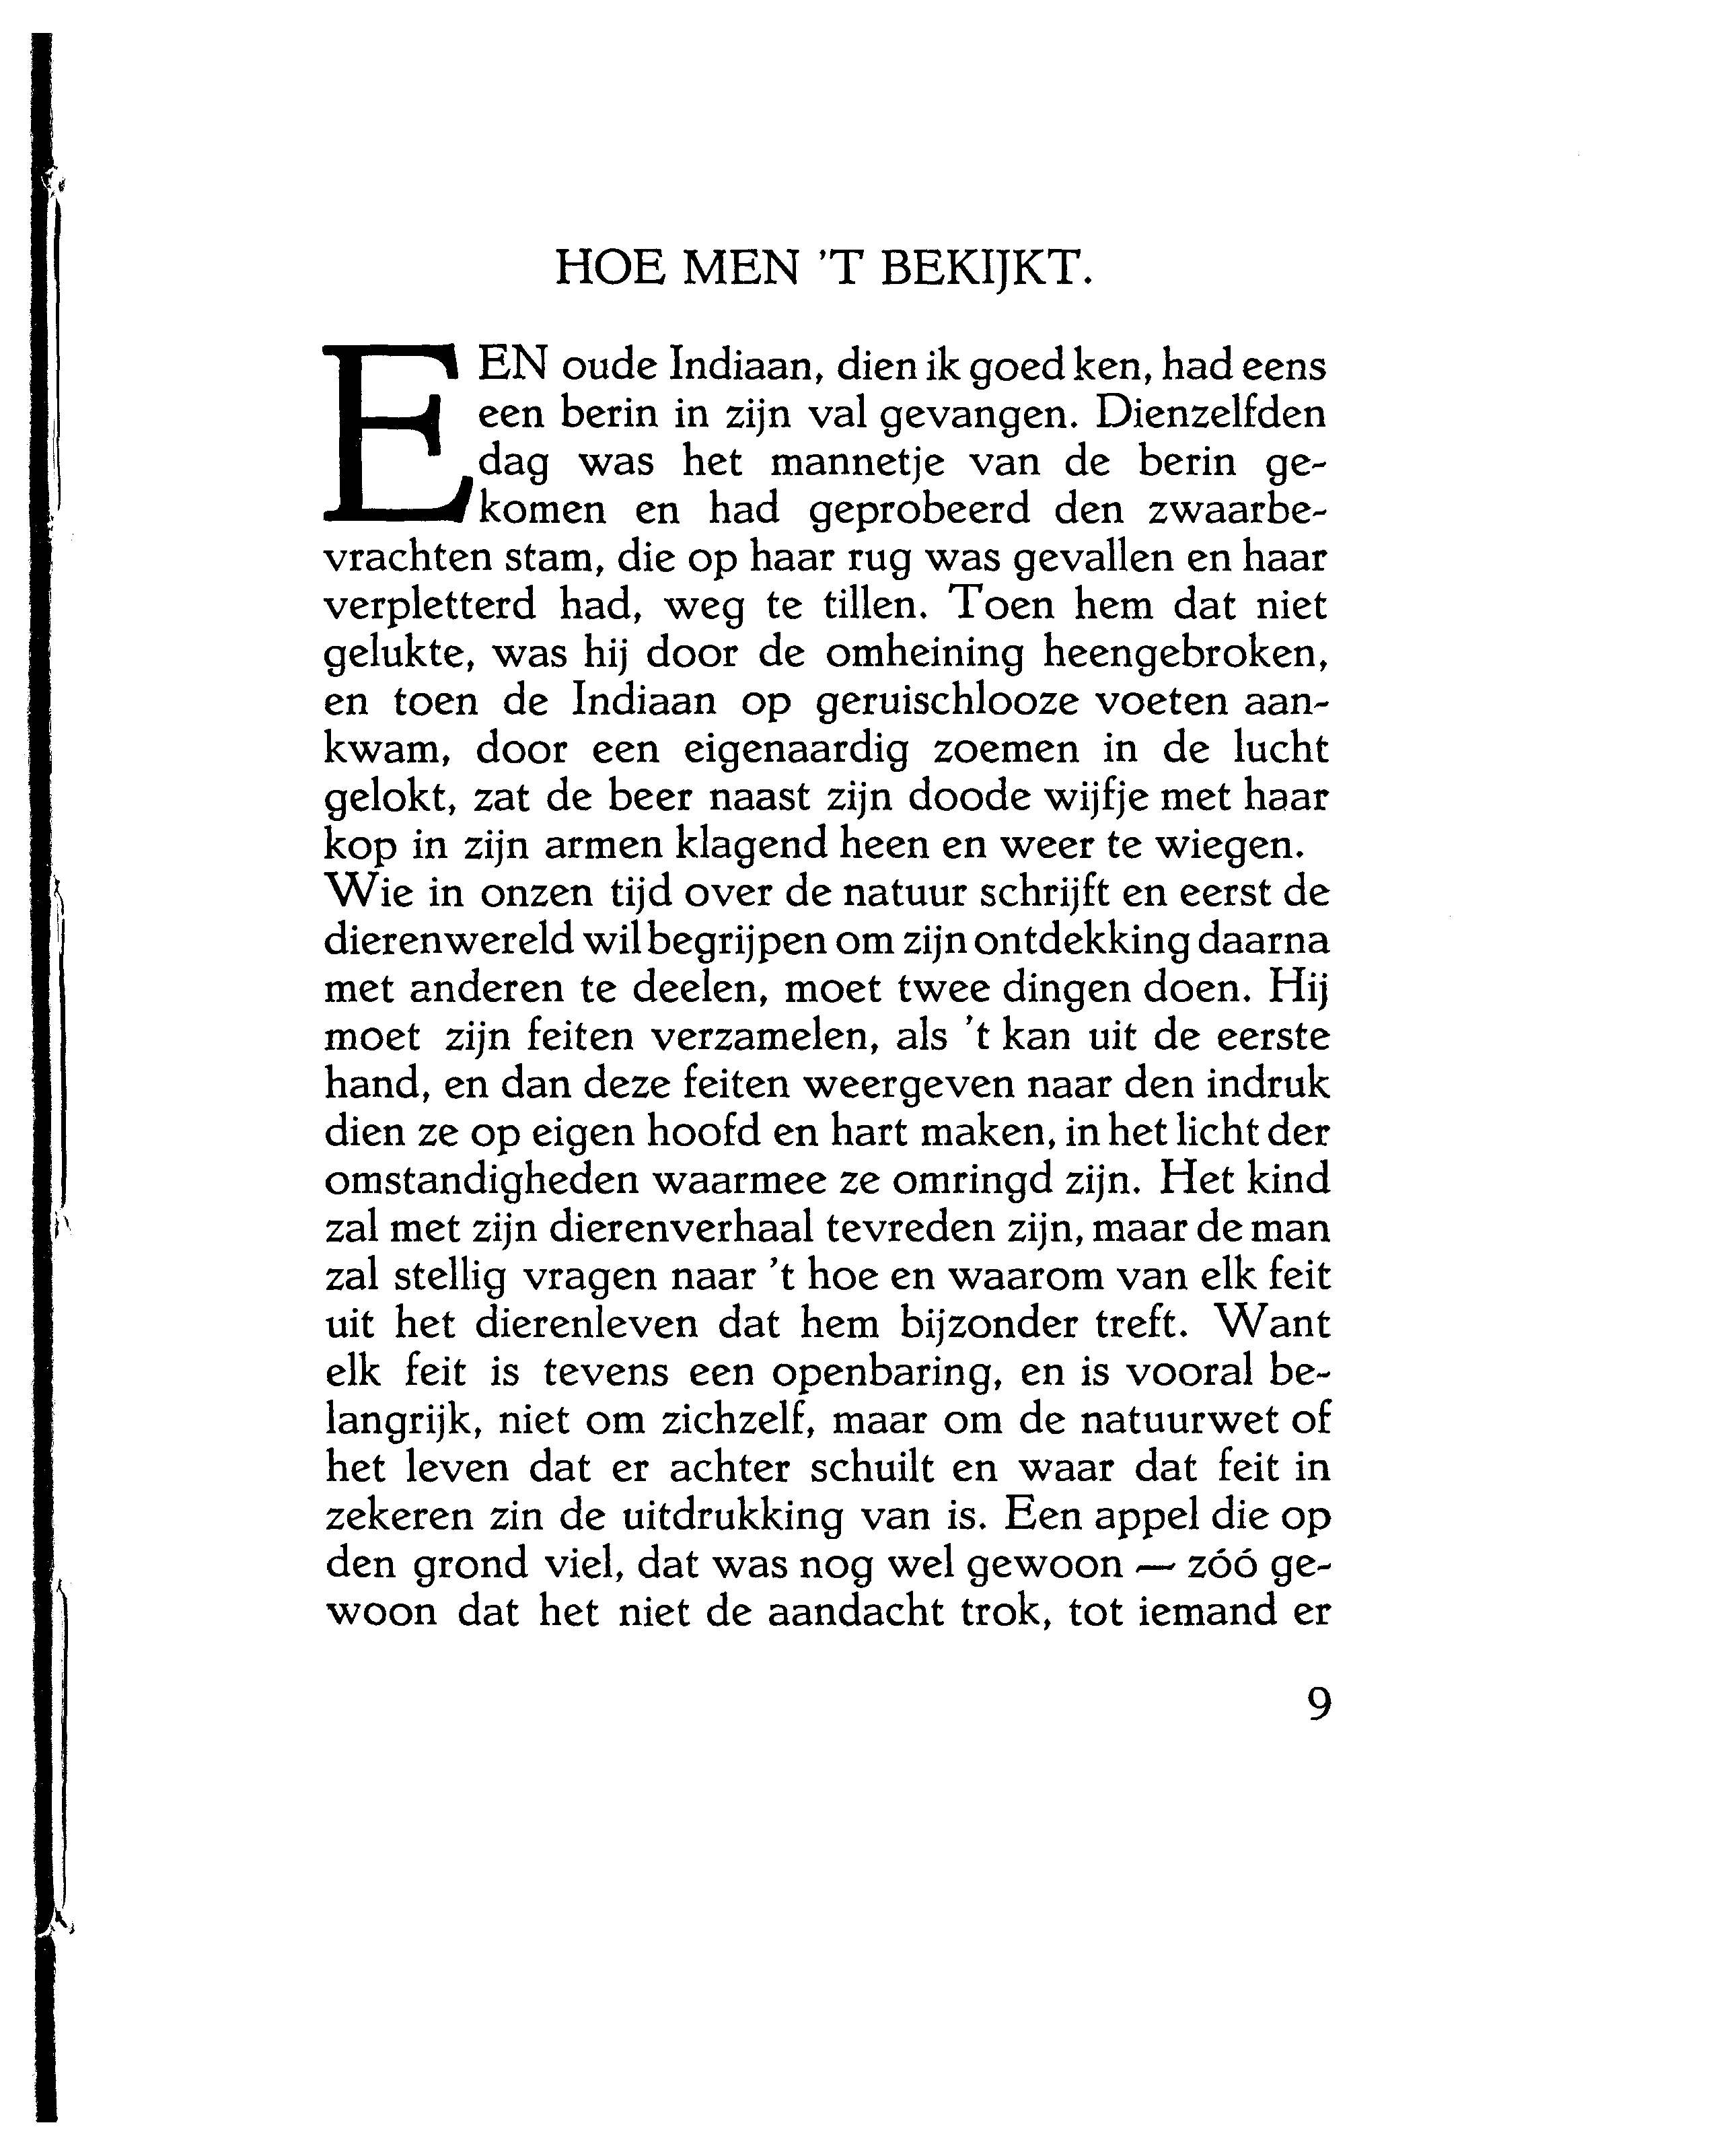 HOE MEN 'T BEKIJKT.
EEN oude Indiaan, dien ik goed ken, had eens
een berin in zijn val gevangen. Dienzelfden
dag was het mannetje van de berin ge-
komen en had geprobeerd den zwaarbe-
vrachten stam, die op haar rug was gevallen en haar
verpletterd had, weg te tillen. Toen hem dat niet
gelukte, was hij door de omheining heengebroken,
en toen de Indiaan op geruischlooze voeten aan-
kwam, door een eigenaardig zoemen in de lucht
gelokt, zat de beer naast zijn doode wijfje met haar
kop in zijn armen klagend heen en weer te wiegen.
Wie in onzen tijd over de natuur schrijft en eerst de
dierenwereld wil begrijpen om zijn ontdekking daarna
met anderen te deelen, moet twee dingen doen. Hij
moet zijn feiten verzamelen, als 't kan uit de eerste
hand, en dan deze feiten weergeven naar den indruk
dien ze op eigen hoofd en hart maken, in het licht der
omstandigheden waarmee ze omringd zijn. Het kind
zal met zijn dierenverhaal tevreden zijn, maar de man
zal stellig vragen naar 't hoe en waarom van elk feit
uit het dierenleven dat hem bijzonder treft. Want
elk feit is tevens een openbaring, en is vooral be-
langrijk, niet om zichzelf, maar om de natuurwet of
het leven dat er achter schuilt en waar dat feit in
zekeren zin de uitdrukking van is. Een appel die op
den grond viel, dat was nog wel gewoon — zóó ge-
woon dat het niet de aandacht trok, tot iemand er
9